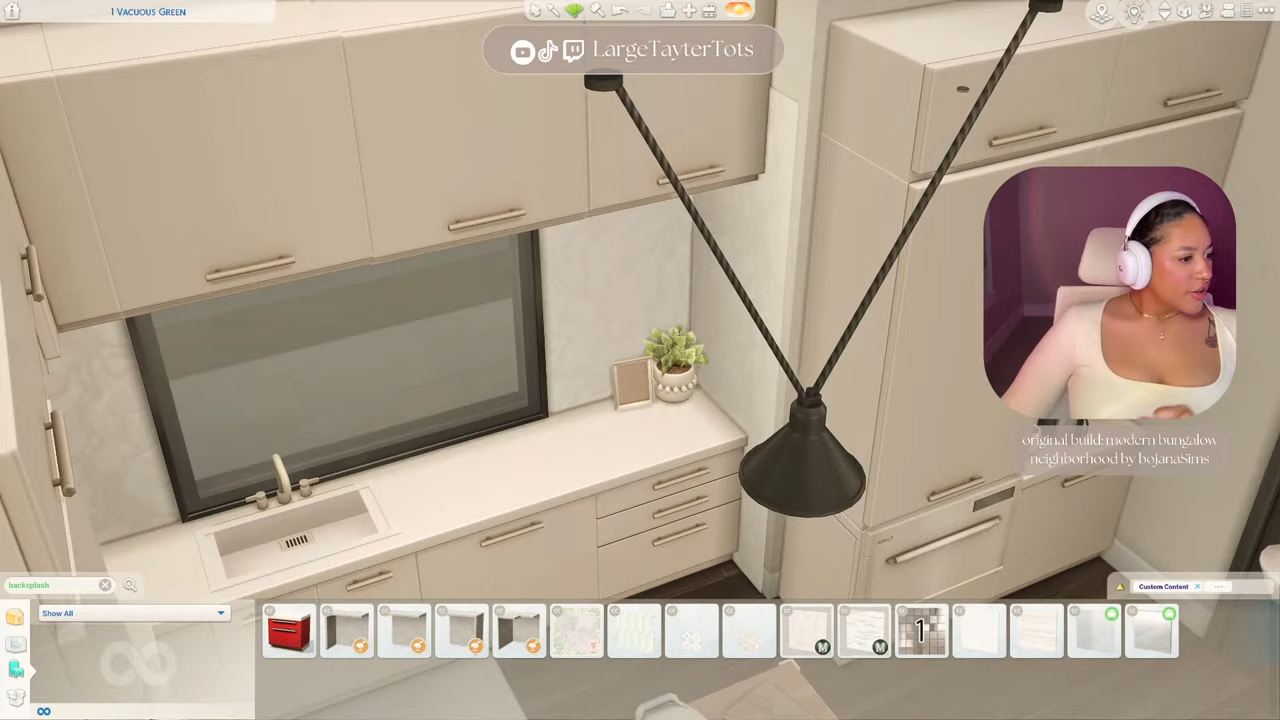 1 VACUOUS GREEN
LargeTayterTots
original build: modern bungalow
neighborhood by bojanaSims
backsplash
Custom Content
Show All
1